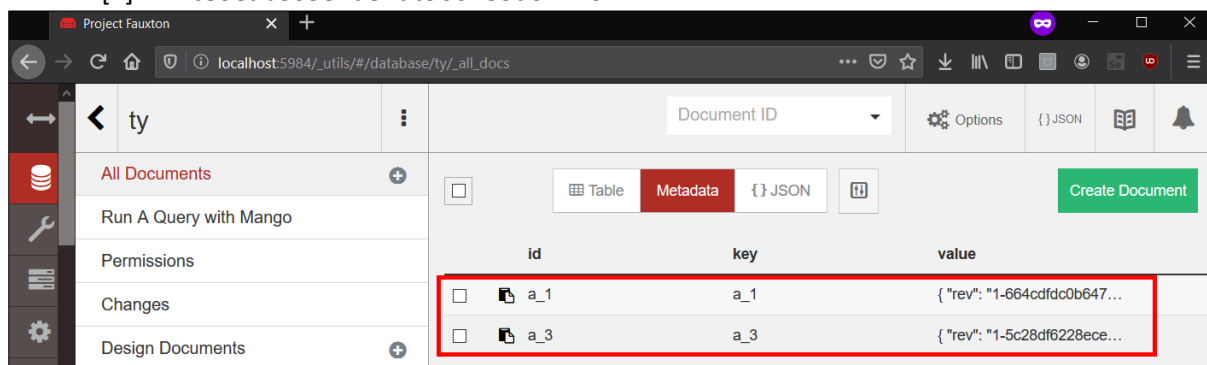 Project Fauxton
localhost:5984/_utils/#/database/ty/_all_docs
ty
Document ID
Options
{ } JSON
All Documents
Table
Metadata
{ } JSON
Create Document
Run A Query with Mango
Permissions
id key value
Changes
a_1 a_1 { "rev": "1-664cdfdc0b647...
a_3 a_3 { "rev": "1-5c28df6228ece...
Design Documents